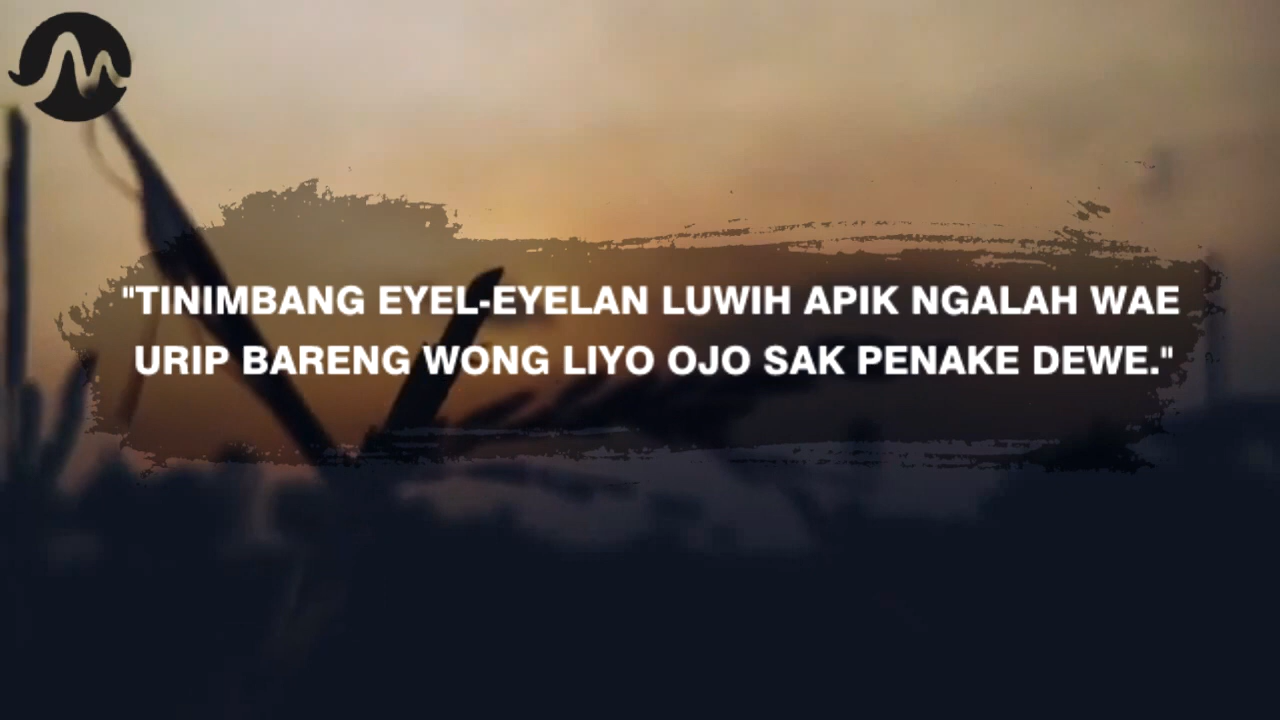 "TINIMBANG EYEL-EYELAN LUWIH APIK NGALAH WAE
URIP BARENG WONG LIYO OJO SAK PENAKE DEWE."